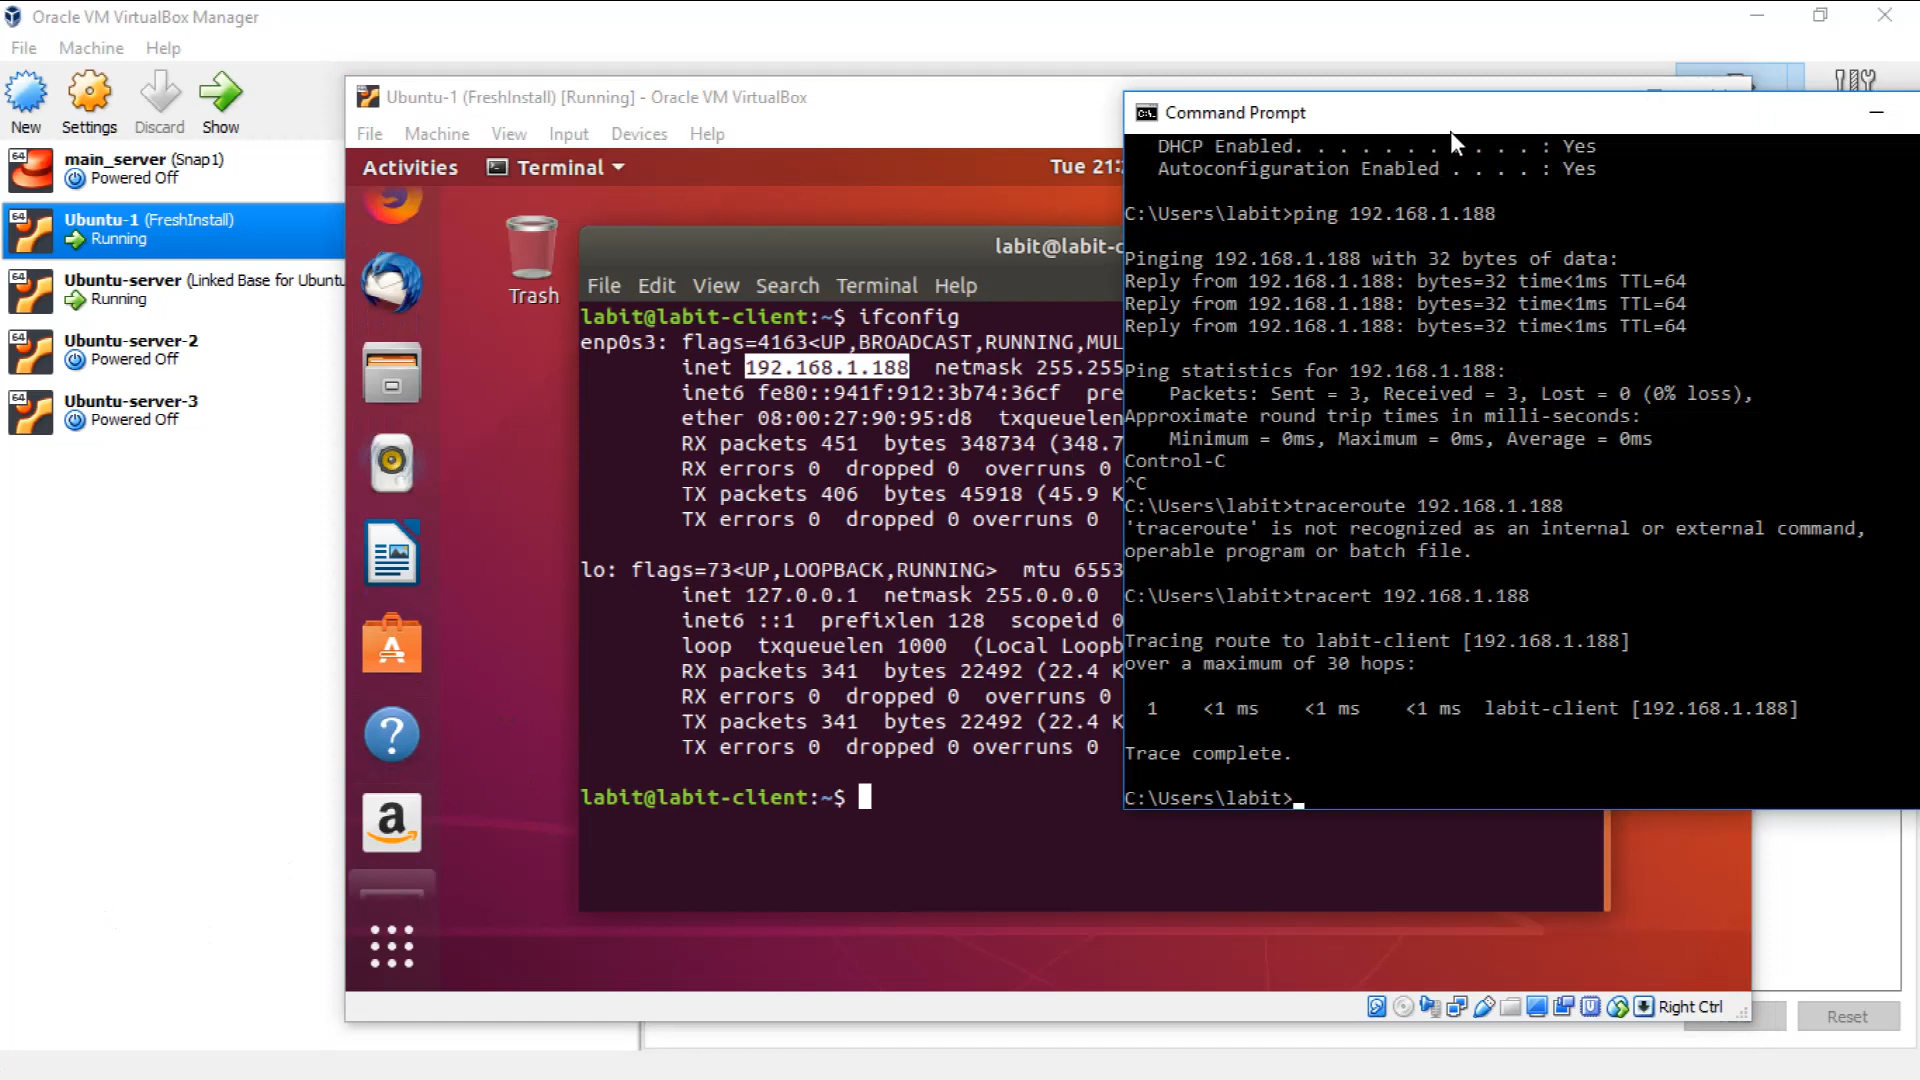 Oracle VM VirtualBox Manager
File Machine Help
New Settings Discard Show
64 main_server (Snap1)
Powered Off
64 Ubuntu-1 (FreshInstall)
Running
64 Ubuntu-server (Linked Base for Ubuntu
Running
64 Ubuntu-server-2
Powered Off
64 Ubuntu-server-3
Powered Off
Ubuntu-1 (FreshInstall) [Running] - Oracle VM VirtualBox
File Machine View Input Devices Help
Activities Terminal Tue 21:
Trash
labit@labit-c
File Edit View Search Terminal Help
labit@labit-client:~$ ifconfig
enp0s3: flags=4163<UP,BROADCAST,RUNNING,MUL
inet 192.168.1.188 netmask 255.255
inet6 fe80::941f:912:3b74:36cf pre
ether 08:00:27:90:95:d8 txqueuelen
RX packets 451 bytes 348734 (348.7
RX errors 0 dropped 0 overruns 0
TX packets 406 bytes 45918 (45.9 K
TX errors 0 dropped 0 overruns 0
lo: flags=73<UP,LOOPBACK,RUNNING> mtu 6553
inet 127.0.0.1 netmask 255.0.0.0
inet6 ::1 prefixlen 128 scopeid 0
loop txqueuelen 1000 (Local Loopb
RX packets 341 bytes 22492 (22.4 K
RX errors 0 dropped 0 overruns 0
TX packets 341 bytes 22492 (22.4 K
TX errors 0 dropped 0 overruns 0
labit@labit-client:~$
Command Prompt
DHCP Enabled. . . . . . . . . . . : Yes
Autoconfiguration Enabled . . . . : Yes
C:\Users\labit>ping 192.168.1.188
Pinging 192.168.1.188 with 32 bytes of data:
Reply from 192.168.1.188: bytes=32 time<1ms TTL=64
Reply from 192.168.1.188: bytes=32 time<1ms TTL=64
Reply from 192.168.1.188: bytes=32 time<1ms TTL=64
Ping statistics for 192.168.1.188:
Packets: Sent = 3, Received = 3, Lost = 0 (0% loss),
Approximate round trip times in milli-seconds:
Minimum = 0ms, Maximum = 0ms, Average = 0ms
Control-C
^C
C:\Users\labit>traceroute 192.168.1.188
'traceroute' is not recognized as an internal or external command,
operable program or batch file.
C:\Users\labit>tracert 192.168.1.188
Tracing route to labit-client [192.168.1.188]
over a maximum of 30 hops:
1 <1 ms <1 ms <1 ms labit-client [192.168.1.188]
Trace complete.
C:\Users\labit>
Right Ctrl
Reset